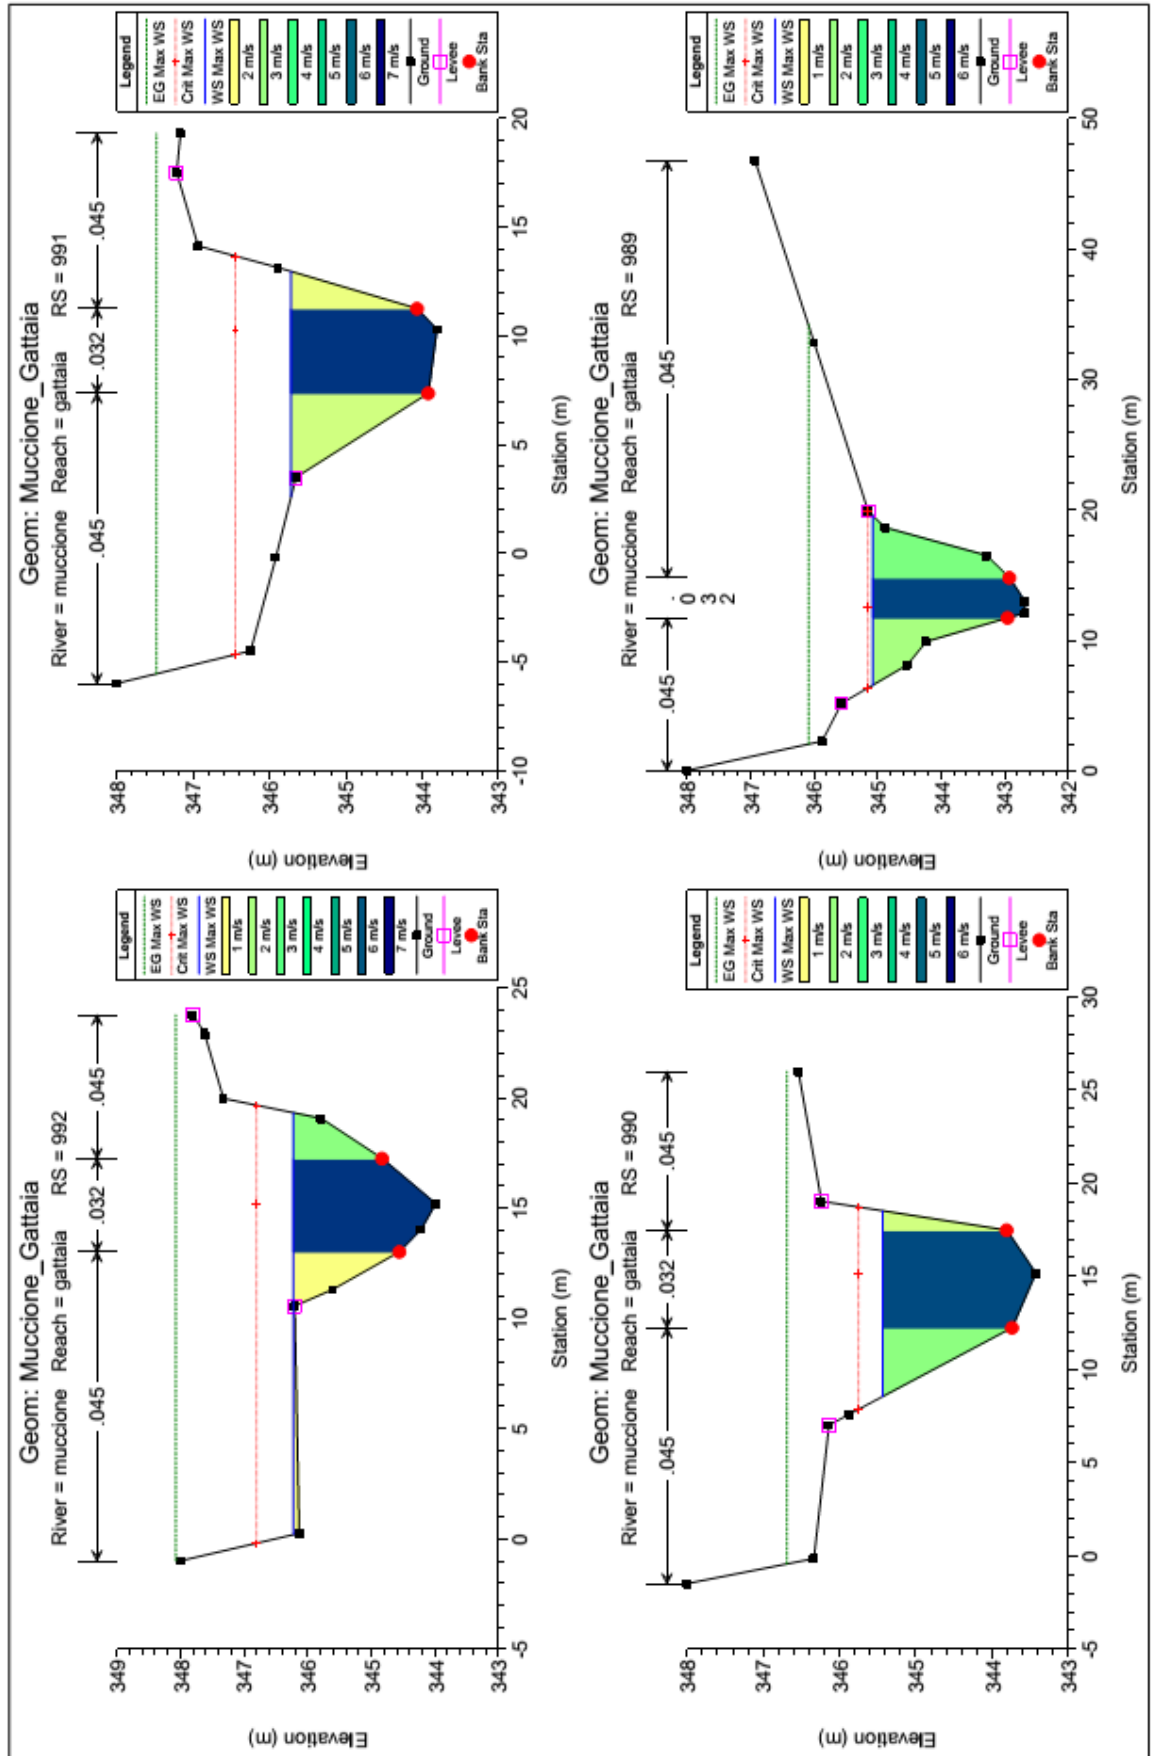 Geom: Muccione_Gattaia
River = muccione   Reach = gattaia   RS = 992
.045
.032
.045
349
348
347
346
345
344
343
Elevation (m)
-5
0
5
10
15
20
25
Station (m)
Legend
EG Max WS
Crit Max WS
WS Max WS
1 m/s
2 m/s
3 m/s
4 m/s
5 m/s
6 m/s
7 m/s
Ground
Levee
Bank Sta
Geom: Muccione_Gattaia
River = muccione   Reach = gattaia   RS = 991
.045
.032
.045
348
347
346
345
344
343
Elevation (m)
-10
-5
0
5
10
15
20
Station (m)
Legend
EG Max WS
Crit Max WS
WS Max WS
2 m/s
3 m/s
4 m/s
5 m/s
6 m/s
7 m/s
Ground
Levee
Bank Sta
Geom: Muccione_Gattaia
River = muccione   Reach = gattaia   RS = 990
.045
.032
.045
348
347
346
345
344
343
Elevation (m)
-5
0
5
10
15
20
25
30
Station (m)
Legend
EG Max WS
Crit Max WS
WS Max WS
1 m/s
2 m/s
3 m/s
4 m/s
5 m/s
6 m/s
Ground
Levee
Bank Sta
Geom: Muccione_Gattaia
River = muccione   Reach = gattaia   RS = 989
.045
.
0
3
2
.045
348
347
346
345
344
343
342
Elevation (m)
0
10
20
30
40
50
Station (m)
Legend
EG Max WS
Crit Max WS
WS Max WS
1 m/s
2 m/s
3 m/s
4 m/s
5 m/s
6 m/s
Ground
Levee
Bank Sta